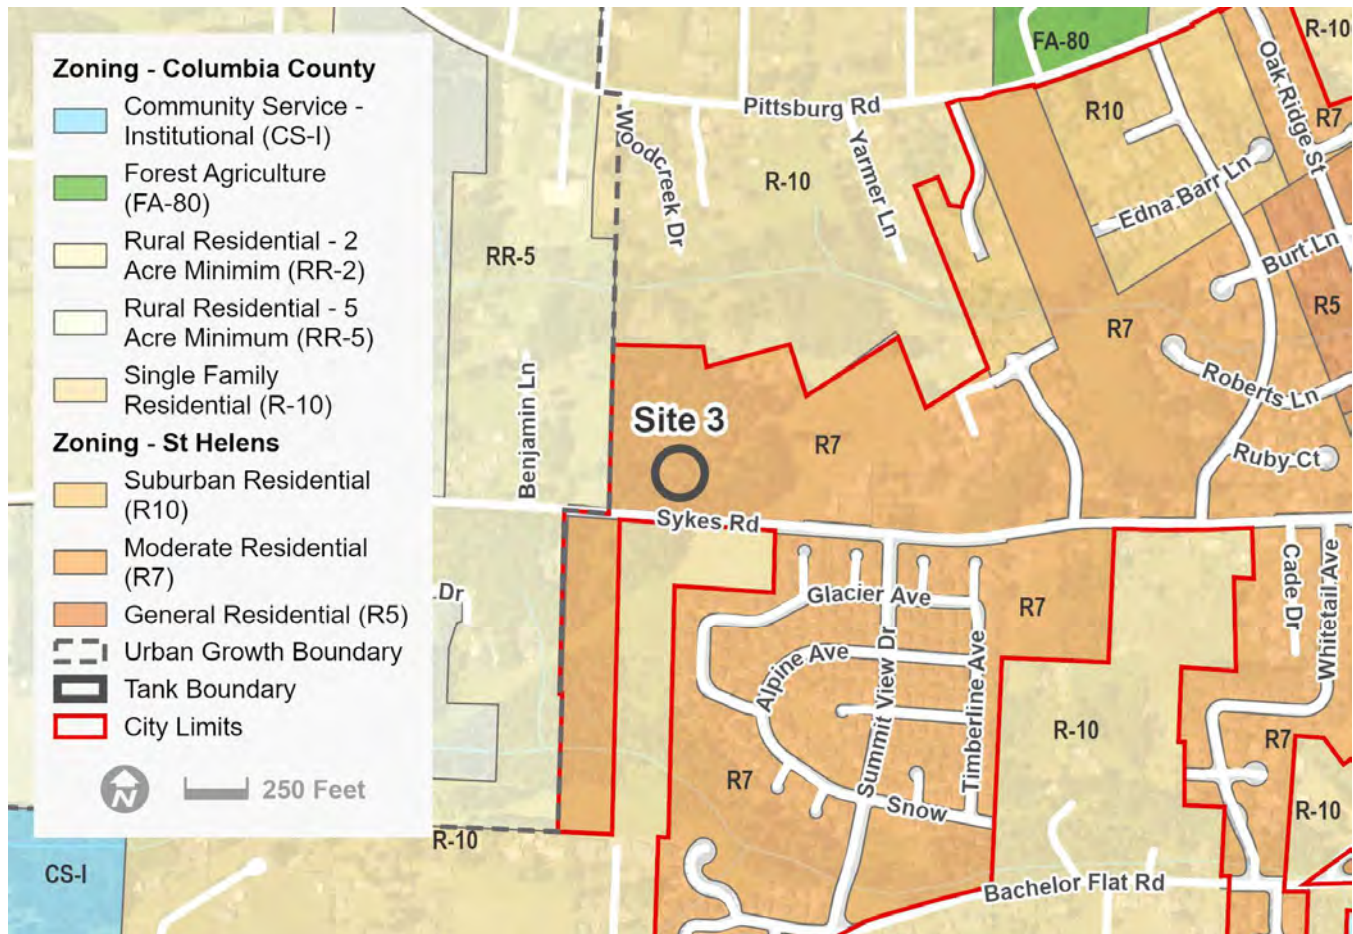 Zoning - Columbia County
Community Service -
Institutional (CS-I)
Forest Agriculture
(FA-80)
Rural Residential - 2
Acre Minimim (RR-2)
Rural Residential - 5
Acre Minimum (RR-5)
Single Family
Residential (R-10)
Zoning - St Helens
Suburban Residential
(R10)
Moderate Residential
(R7)
General Residential (R5)
Urban Growth Boundary
Tank Boundary
City Limits
N
250 Feet
FA-80
R-10
Oak Ridge St
Pittsburg Rd
R10
R7
Woodcreek Dr
Yarmer Ln
R-10
Edna Barr Ln
RR-5
Burt Ln
R5
R7
Benjamin Ln
Roberts Ln
Site 3
R7
Ruby Ct
Sykes Rd
Cade Dr
Whitetail Ave
Dr
Glacier Ave
R7
Alpine Ave
Summit View Dr
Timberline Ave
R-10
R7
R7
Snow
R-10
R-10
CS-I
Bachelor Flat Rd